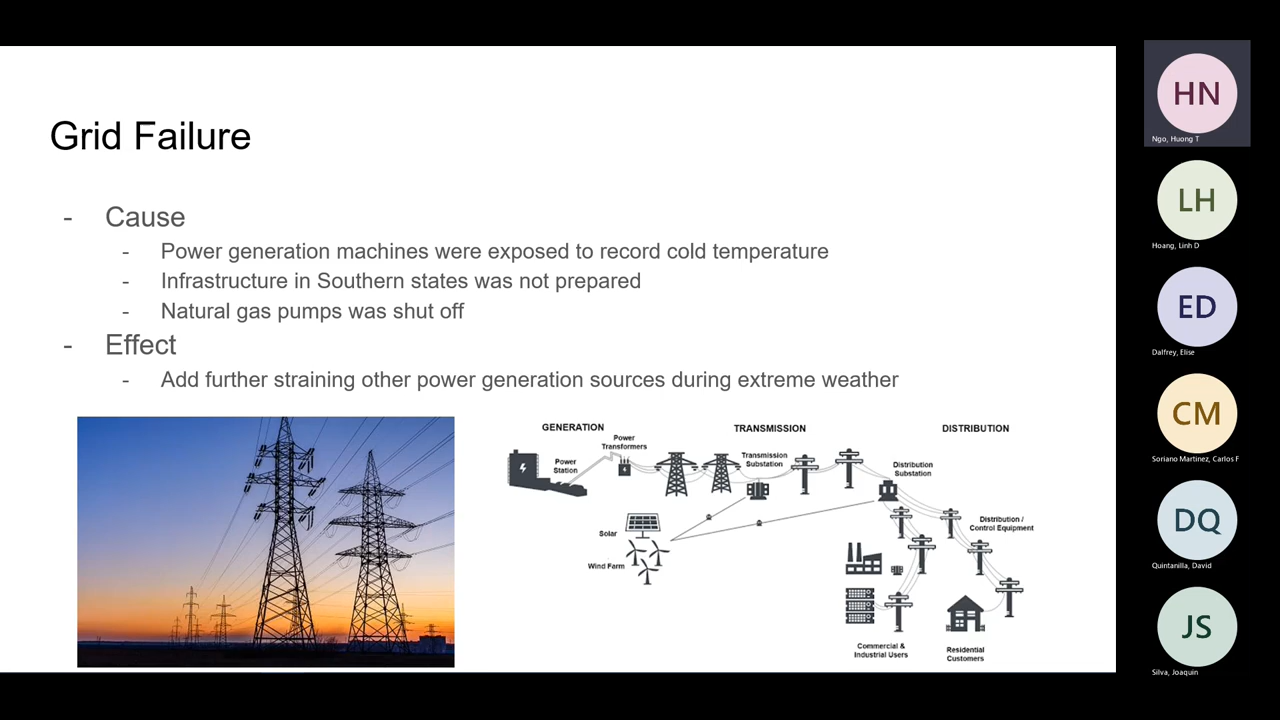 Grid Failure
- Cause
- Power generation machines were exposed to record cold temperature
- Infrastructure in Southern states was not prepared
- Natural gas pumps was shut off
- Effect
- Add further straining other power generation sources during extreme weather
GENERATION
TRANSMISSION
DISTRIBUTION
Power
Transformers
Power
Station
Transmission
Substation
Distribution
Substation
Solar
Wind Farm
Distribution /
Control Equipment
Commercial &
Industrial Users
Residential
Customers
HN
Ngo, Huong T
LH
Hoang, Linh D
ED
Dalfrey, Elise
CM
Soriano Martinez, Carlos F
DQ
Quintanilla, David
JS
Silva, Joaquin